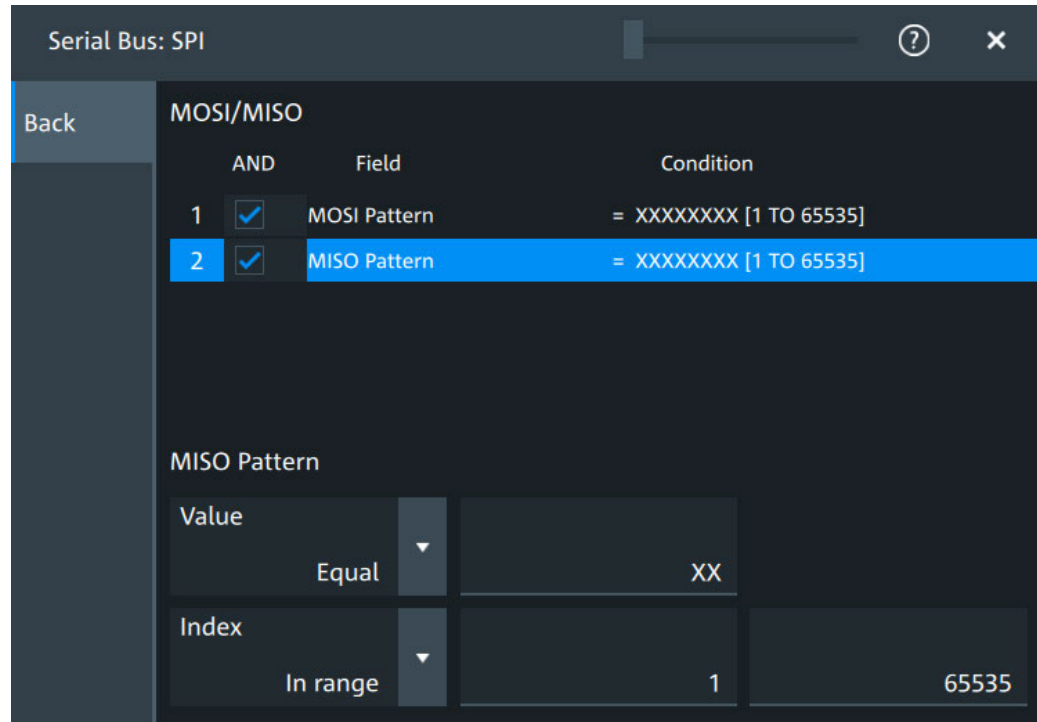 Serial Bus: SPI
Back
MOSI/MISO
AND Field Condition
1 MOSI Pattern = XXXXXXXX [1 TO 65535]
2 MISO Pattern = XXXXXXXX [1 TO 65535]
MISO Pattern
Value
Equal XX
Index
In range 1 65535